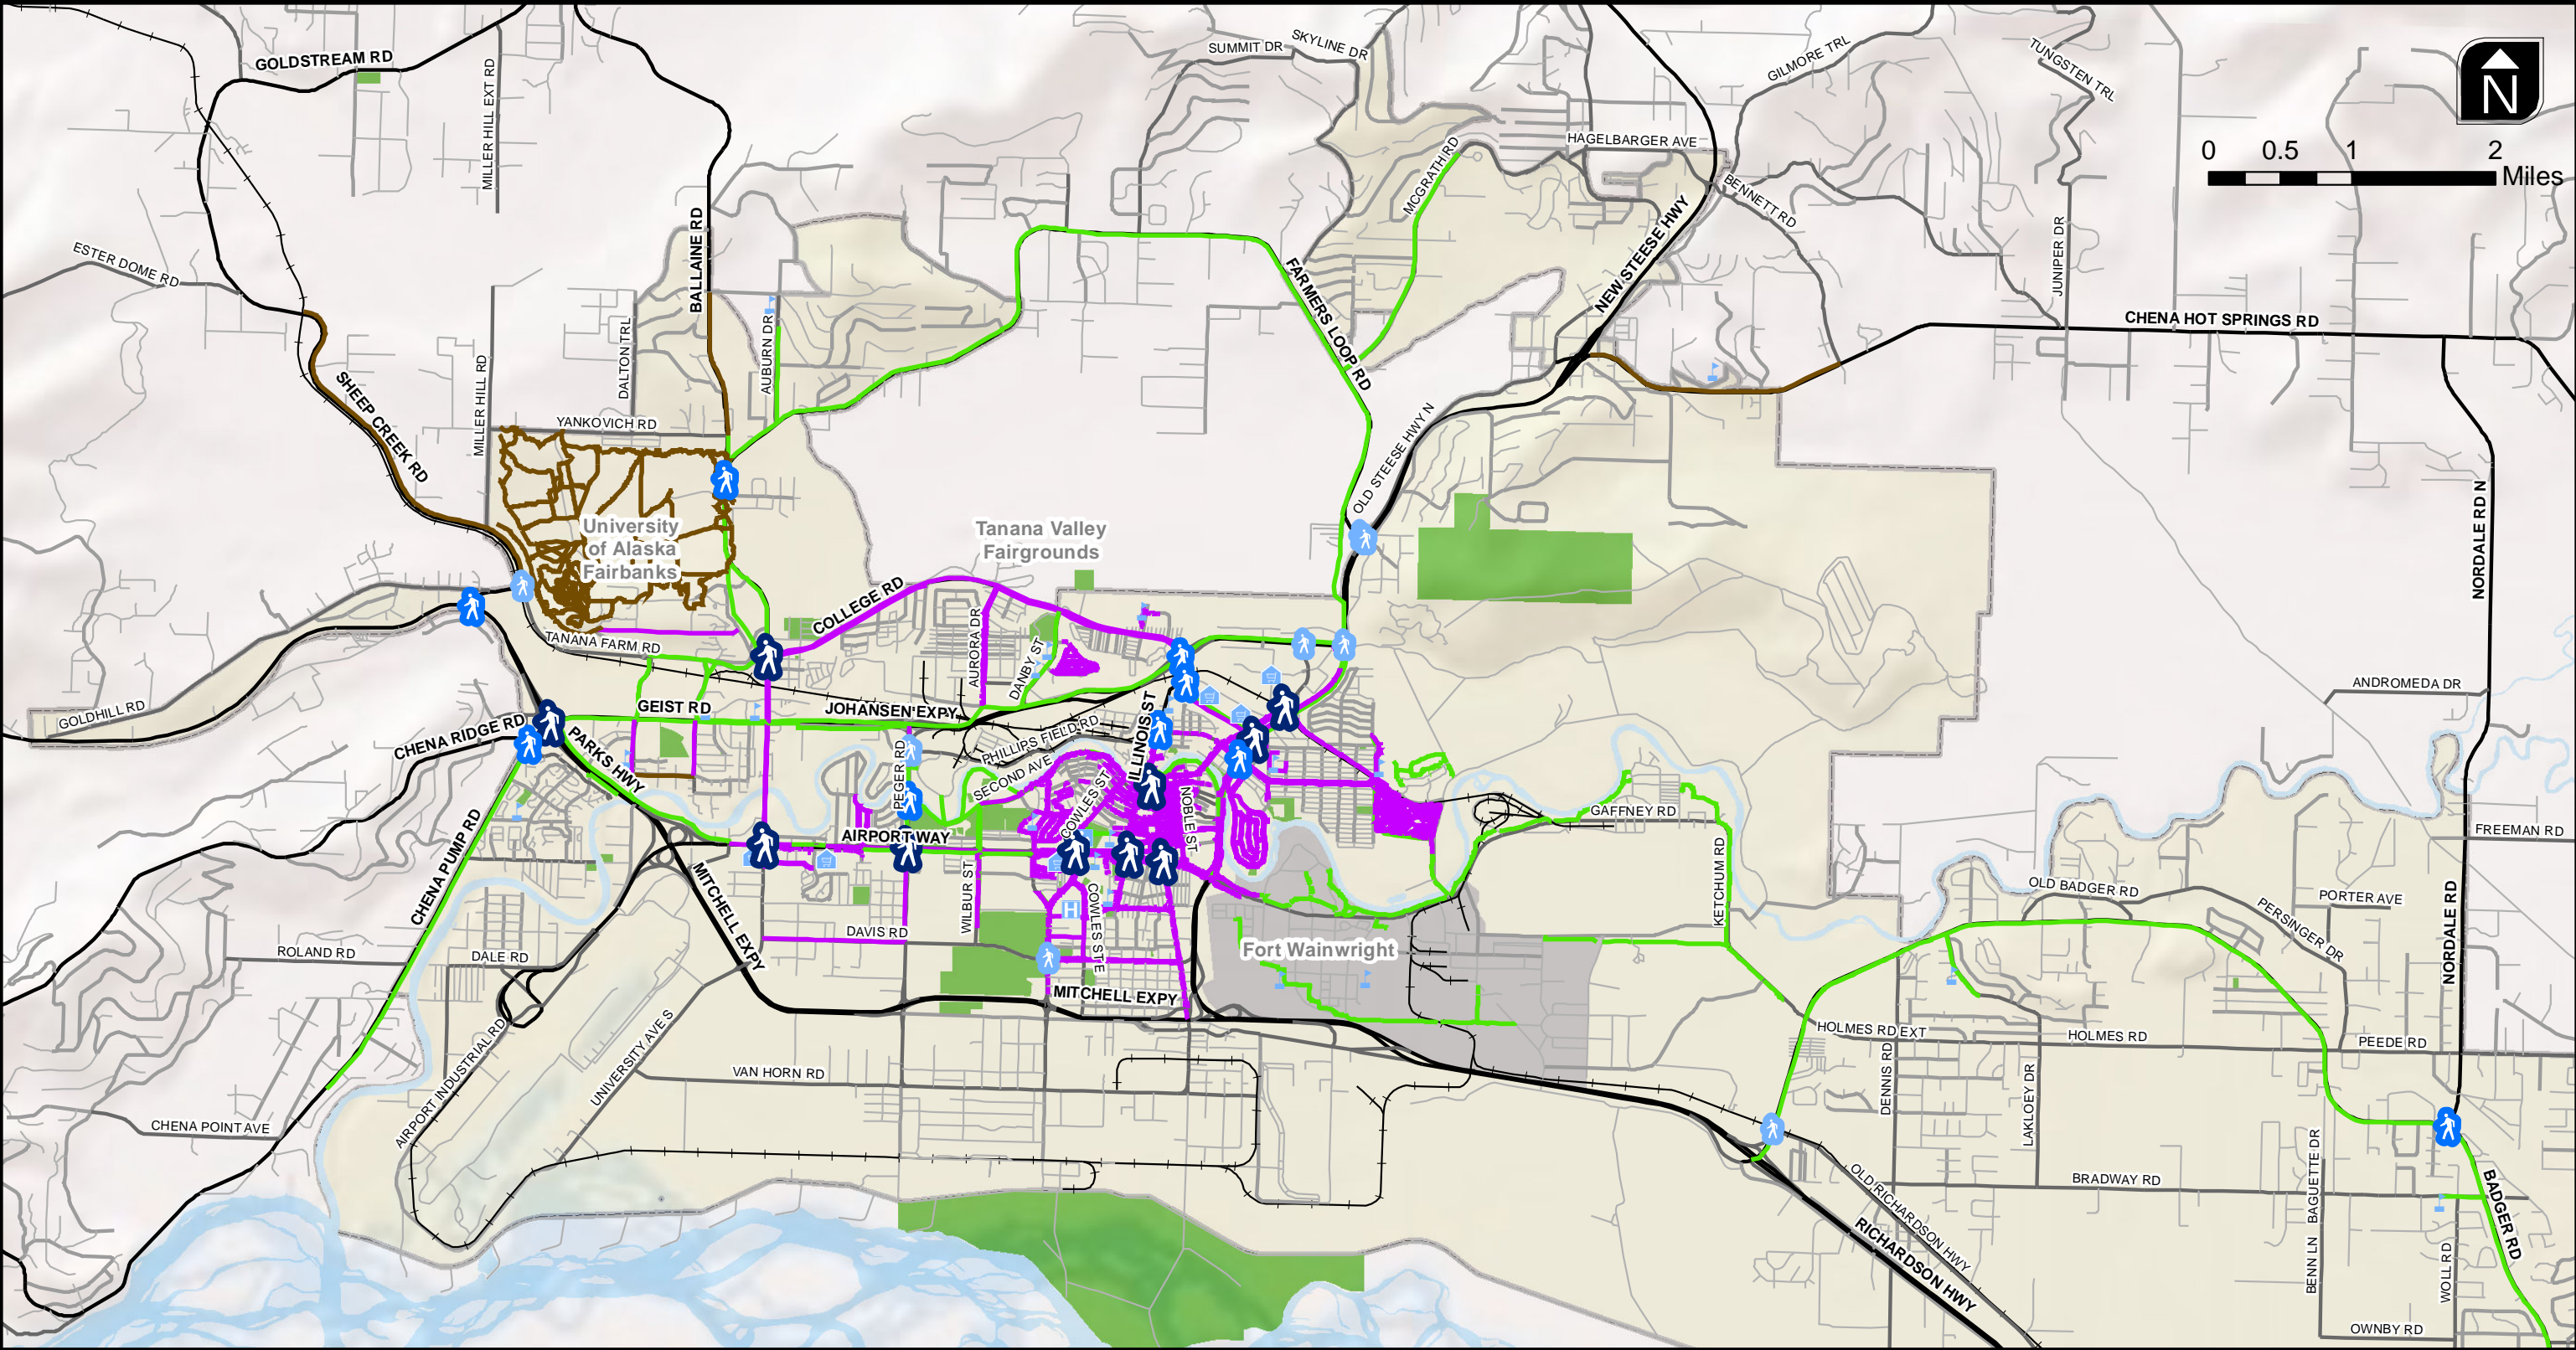 GOLDSTREAM RD
MILLER HILL EXT RD
SUMMIT DR
SKYLINE DR
GILMORE TRL
TUNGSTEN TRL
N
0 0.5 1 2
Miles
HAGELBARGER AVE
MCGRATH RD
BENNETT RD
NEW STEESE HWY
JUNIPER DR
ESTER DOME RD
BALLAINE RD
FARMERS LOOP RD
CHENA HOT SPRINGS RD
AUBURN DR
DALTON TRL
MILLER HILL RD
SHEEP CREEK RD
YANKOVICH RD
OLD STEESE HWY N
University
of Alaska
Fairbanks
Tanana Valley
Fairgrounds
NORDALE RD N
COLLEGE RD
AURORA DR
DANBY ST
TANANA FARM RD
GOLDHILL RD
GEIST RD
JOHANSEN EXPY
CHENA RIDGE RD
PARKS HWY
PHILLIPS FIELD RD
ILLINOIS ST
ANDROMEDA DR
PEGER RD
SECOND AVE
COWLES ST
NOBLE ST
GAFFNEY RD
FREEMAN RD
AIRPORT WAY
CHENA PUMP RD
MITCHELL EXPY
WILBUR ST
COWLES ST E
H
KETCHUM RD
OLD BADGER RD
PORTER AVE
PERSINGER DR
NORDALE RD
ROLAND RD
DALE RD
DAVIS RD
Fort Wainwright
MITCHELL EXPY
AIRPORT INDUSTRIAL RD
UNIVERSITY AVE S
HOLMES RD EXT
HOLMES RD
PEEDE RD
VAN HORN RD
DENNIS RD
LAKLOEY DR
CHENA POINT AVE
BAGUETTE DR
BENN LN
BRADWAY RD
OLD RICHARDSON HWY
RICHARDSON HWY
BADGER RD
WOLL RD
OWNBY RD